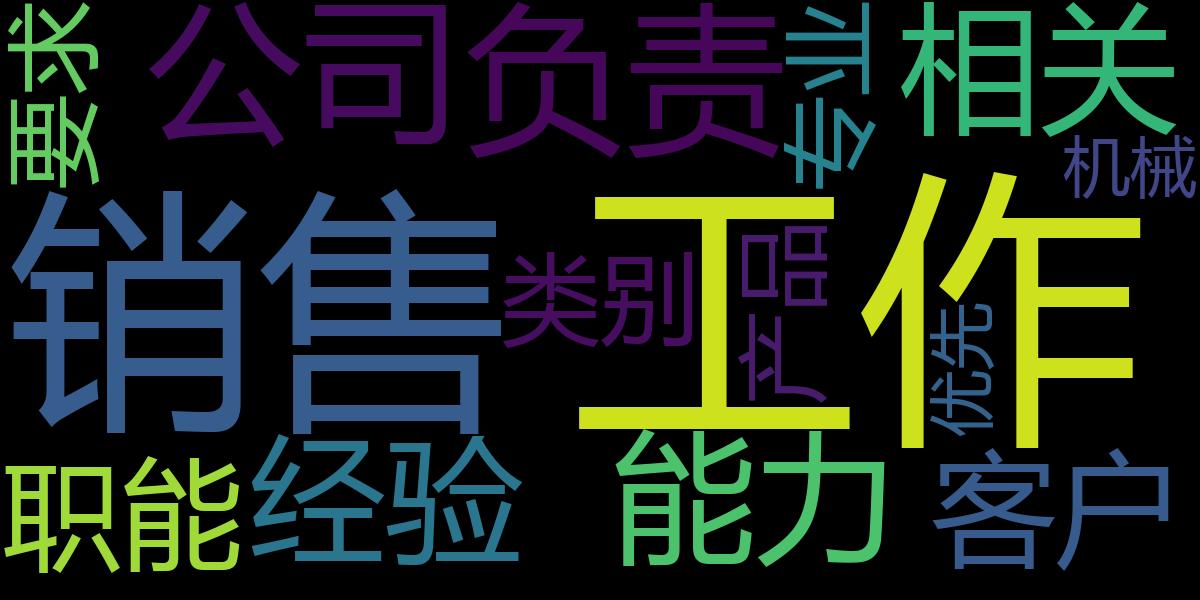 要求
公司
负责
专业
相关
机械
销售
类别
工作
产品
优先
职能
经验
能力
客户